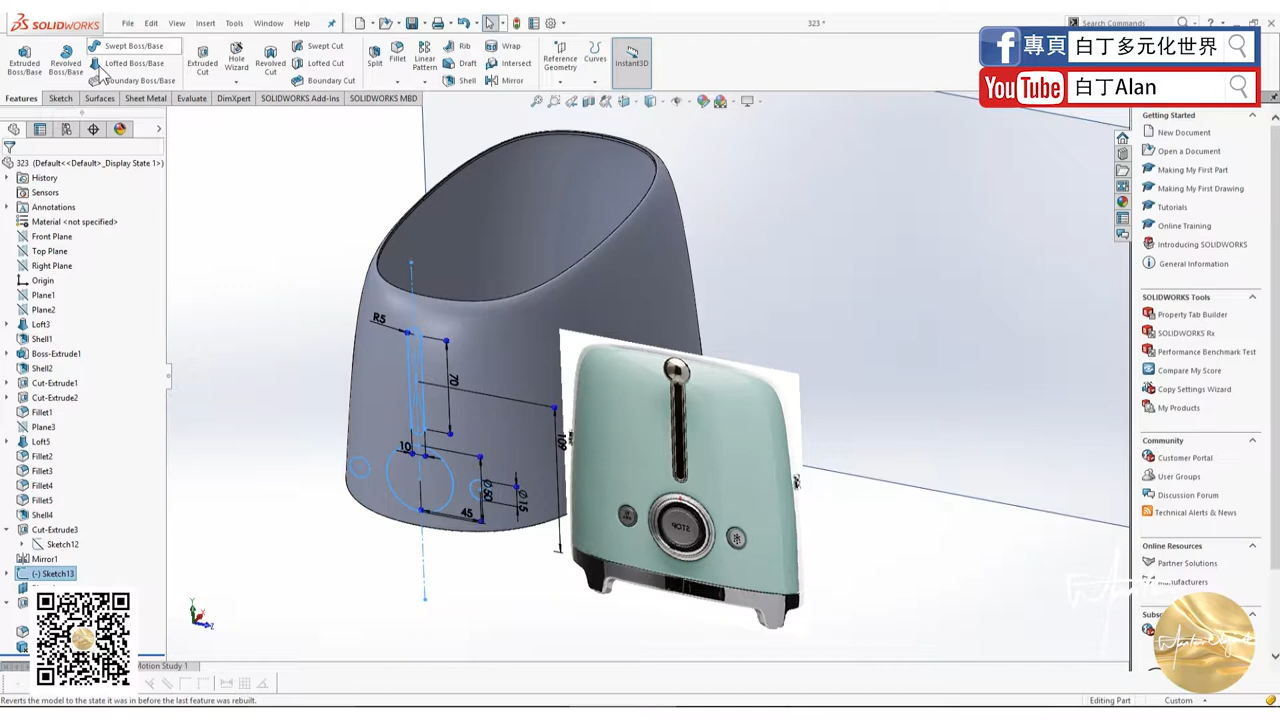 SOLIDWORKS
File
Edit
View
Insert
Tools
Window
Help
323 *
Search Commands
專頁
白丁多元化世界
YouTube
白丁Alan
Extruded Boss/Base
Revolved Boss/Base
Swept Boss/Base
Lofted Boss/Base
Boundary Boss/Base
Extruded Cut
Hole Wizard
Revolved Cut
Swept Cut
Lofted Cut
Boundary Cut
Split
Fillet
Linear Pattern
Rib
Draft
Shell
Wrap
Intersect
Mirror
Reference Geometry
Curves
Instant3D
Features
Sketch
Surfaces
Sheet Metal
Evaluate
DimXpert
SOLIDWORKS Add-Ins
SOLIDWORKS MBD
323 (Default<<Default>_Display State 1>)
History
Sensors
Annotations
Material <not specified>
Front Plane
Top Plane
Right Plane
Origin
Plane1
Plane2
Loft3
Shell1
Boss-Extrude1
Shell2
Cut-Extrude1
Cut-Extrude2
Fillet1
Plane3
Loft5
Fillet2
Fillet3
Fillet4
Fillet5
Shell4
Cut-Extrude3
Sketch12
Mirror1
(-) Sketch13
R5
70
109
10
Ø50
Ø15
45
STOP
Getting Started
New Document
Open a Document
Making My First Part
Making My First Drawing
Tutorials
Online Training
Introducing SOLIDWORKS
General Information
SOLIDWORKS Tools
Property Tab Builder
SOLIDWORKS Rx
Performance Benchmark Test
Compare My Score
Copy Settings Wizard
My Products
Community
Customer Portal
User Groups
Discussion Forum
Technical Alerts & News
Online Resources
Partner Solutions
Manufacturers
Motion Study 1
Reverts the model to the state it was in before the last feature was rebuilt.
Editing Part
Custom